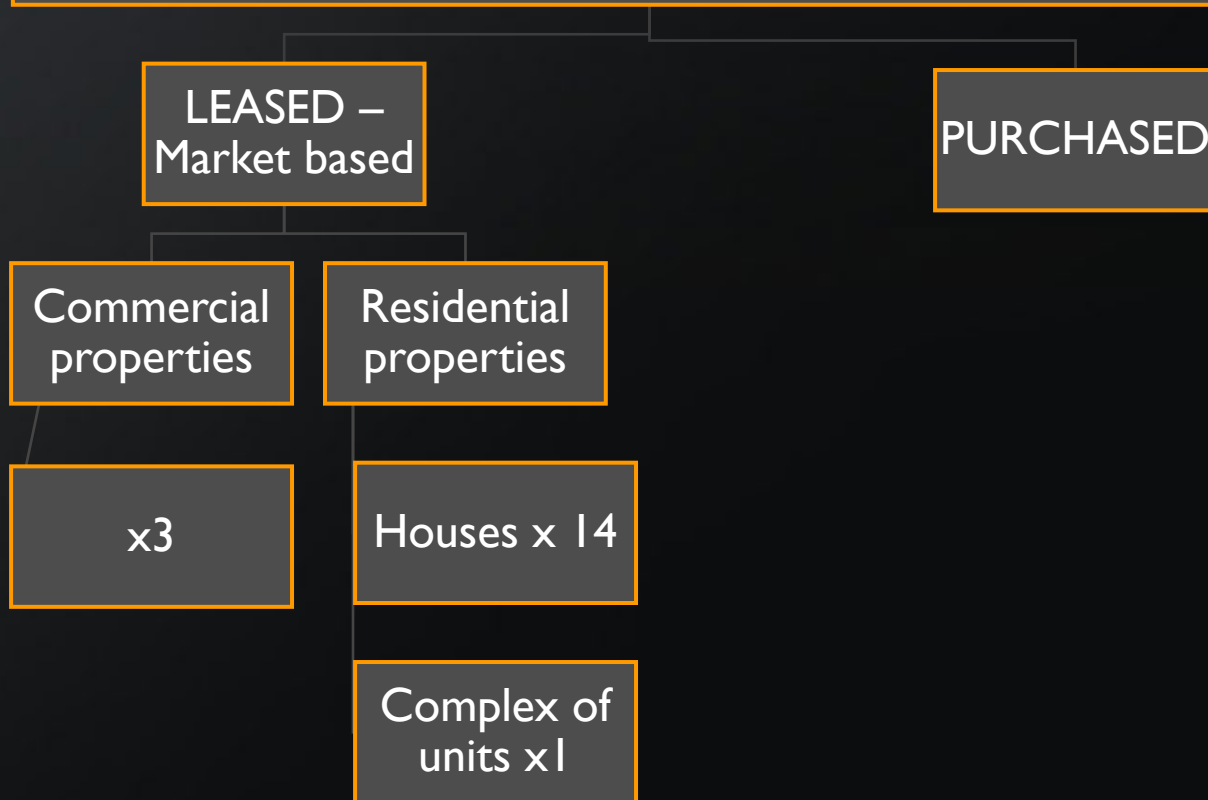 LEASED –
Market based
PURCHASED
Commercial
properties
Residential
properties
x3
Houses x 14
Complex of
units x1